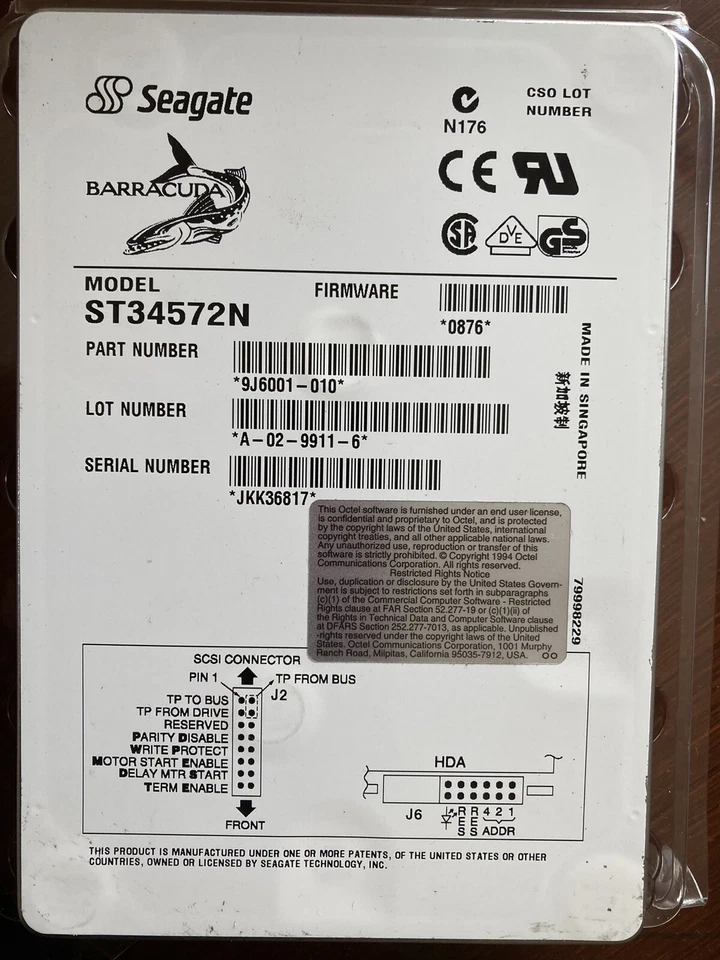 Seagate
N176
CSO LOT
NUMBER
BARRACUDA
CE
SA
DVE
GS
MODEL
ST34572N
FIRMWARE
*0876*
PART NUMBER
*9J6001-010*
LOT NUMBER
*A-02-9911-6*
SERIAL NUMBER
*JKK36817*
MADE IN SINGAPORE
新加坡制
This Octel software is furnished under an end user license,
is confidential and proprietary to Octel, and is protected
by the copyright laws of the United States, international
copyright treaties, and all other applicable national laws.
Any unauthorized use, reproduction or transfer of this
software is strictly prohibited. © Copyright 1994 Octel
Communications Corporation. All rights reserved.
Restricted Rights Notice
Use, duplication or disclosure by the United States Govern-
ment is subject to restrictions set forth in subparagraphs
(c)(1) of the Commercial Computer Software - Restricted
Rights clause at FAR Section 52.277-19 or (c)(1)(ii) of
the Rights in Technical Data and Computer Software clause
at DFARS Section 252.277-7013, as applicable. Unpublished
-rights reserved under the copyright laws of the United
States. Octel Communications Corporation, 1001 Murphy
Ranch Road, Milpitas, California 95035-7912, USA.
79998229
SCSI CONNECTOR
PIN 1
TP FROM BUS
J2
TP TO BUS
TP FROM DRIVE
RESERVED
PARITY DISABLE
WRITE PROTECT
MOTOR START ENABLE
DELAY MTR START
TERM ENABLE
FRONT
HDA
J6
RES
RES
4 2 1
ADDR
THIS PRODUCT IS MANUFACTURED UNDER ONE OR MORE PATENTS, OF THE UNITED STATES OR OTHER
COUNTRIES, OWNED OR LICENSED BY SEAGATE TECHNOLOGY, INC.